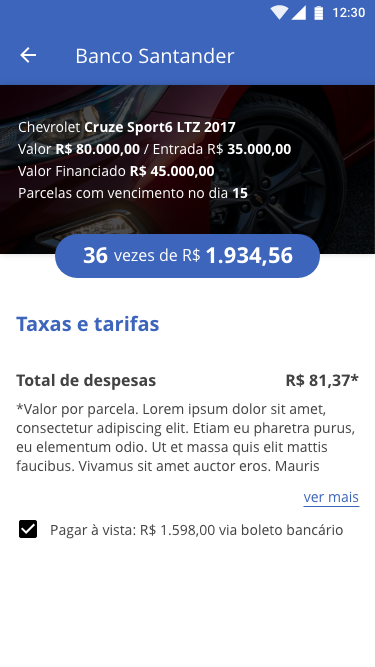 12:30
Banco Santander
Chevrolet Cruze Sport6 LTZ 2017
Valor R$ 80.000,00 / Entrada R$ 35.000,00
Valor Financiado R$ 45.000,00
Parcelas com vencimento no dia 15
36 vezes de R$ 1.934,56
Taxas e tarifas
Total de despesas R$ 81,37*
*Valor por parcela. Lorem ipsum dolor sit amet,
consectetur adipiscing elit. Etiam eu pharetra purus,
eu elementum odio. Ut et massa quis elit mattis
faucibus. Vivamus sit amet auctor eros. Mauris
ver mais
Pagar à vista: R$ 1.598,00 via boleto bancário